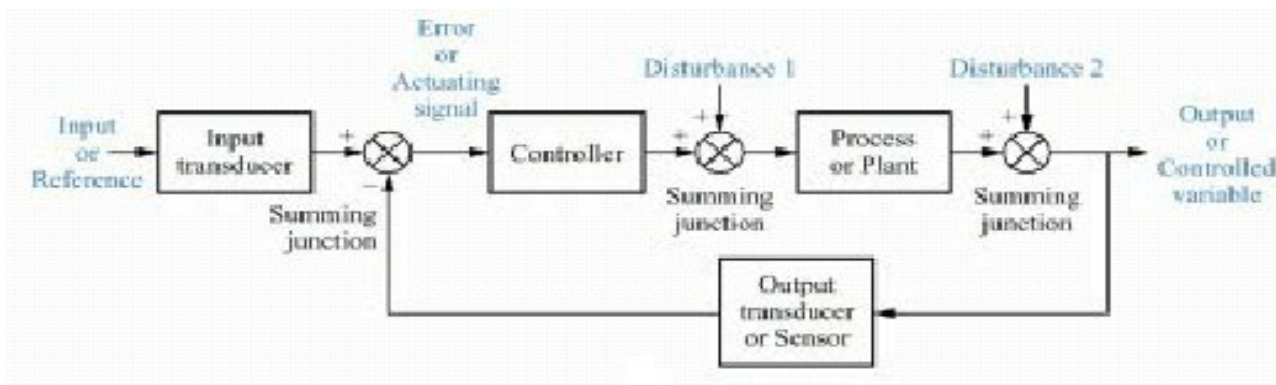 Error
or
Actuating
signal
Disturbance 1
Disturbance 2
Input
or
Reference
Input
transducer
+
−
Summing
junction
Controller
+
+
Summing
junction
Process
or Plant
+
+
Summing
junction
Output
or
Controlled
variable
Output
transducer
or Sensor